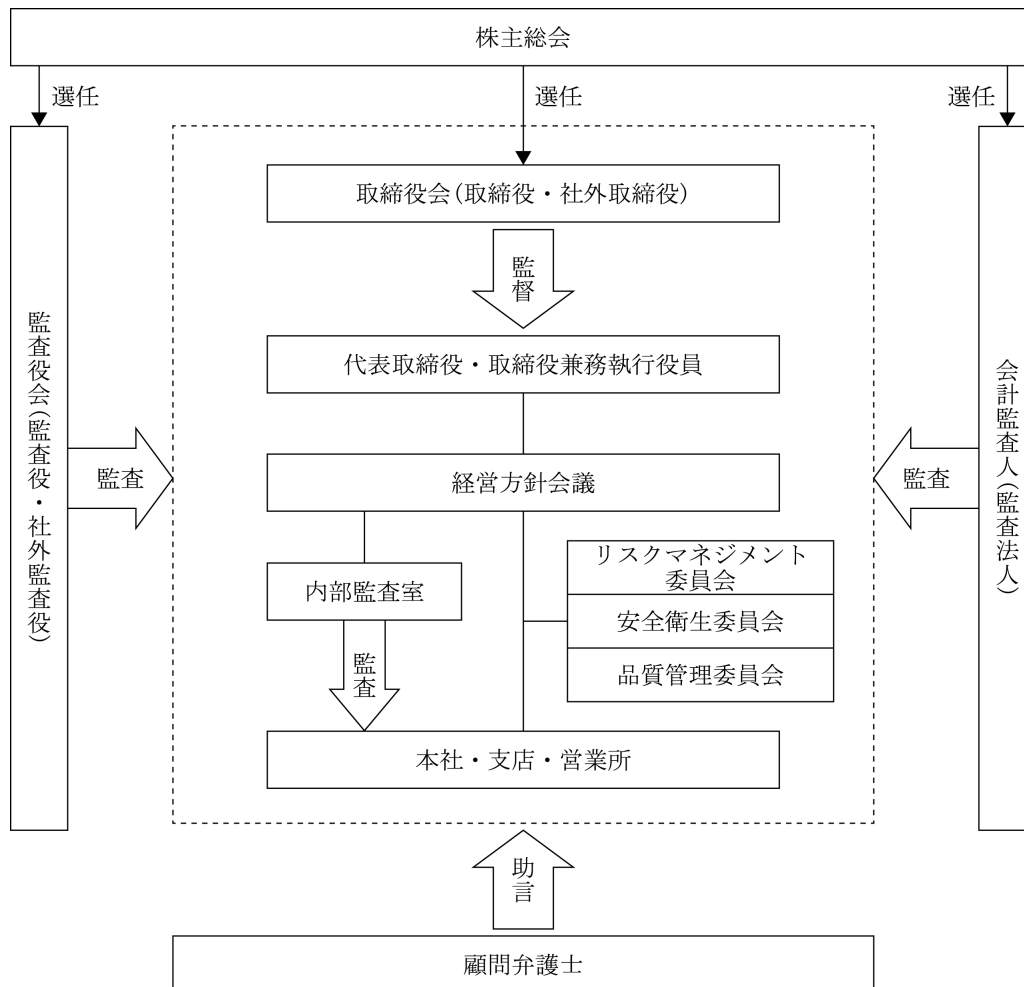 株主総会
選任
選任
選任
取締役会(取締役・社外取締役)
監督
代表取締役・取締役兼務執行役員
監査役会(監査役・社外監査役)
会計監査人(監査法人)
監査
監査
経営方針会議
内部監査室
リスクマネジメント
委員会
安全衛生委員会
品質管理委員会
監査
本社・支店・営業所
助言
顧問弁護士